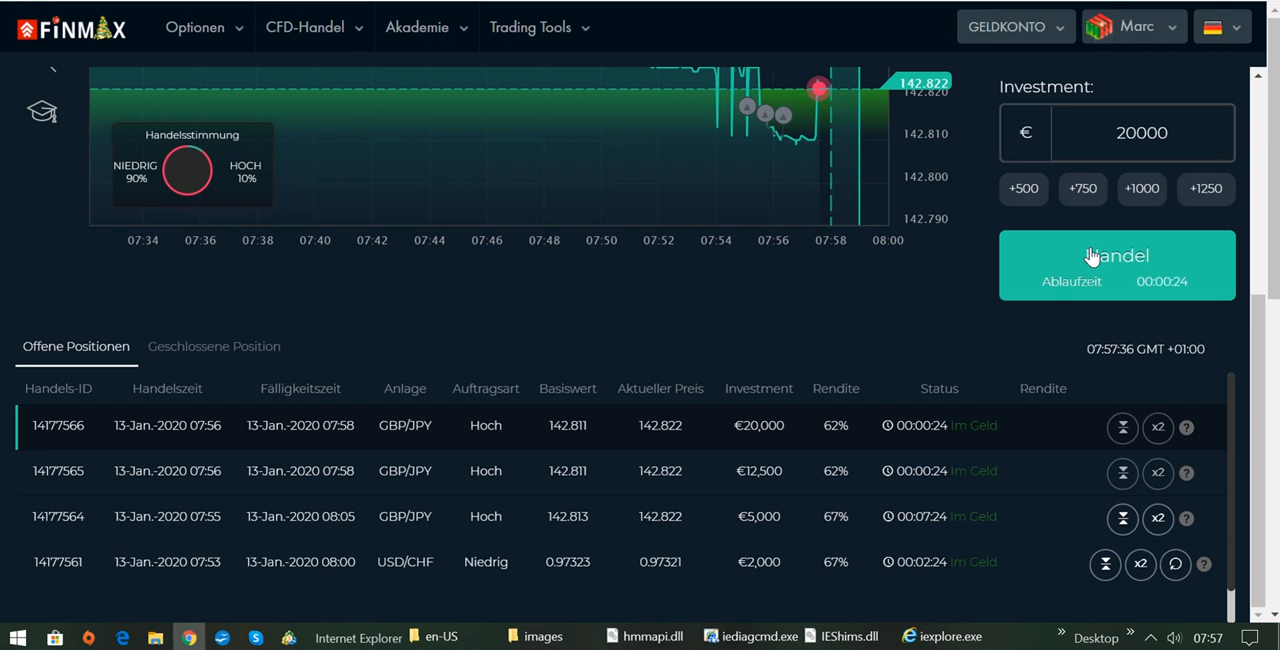 FiNMAX Optionen CFD-Handel Akademie Trading Tools GELDKONTO Marc
142.822
142.820
142.810
142.800
142.790
Handelsstimmung
NIEDRIG 90%
HOCH 10%
07:34 07:36 07:38 07:40 07:42 07:44 07:46 07:48 07:50 07:52 07:54 07:56 07:58 08:00
Investment:
€ 20000
+500 +750 +1000 +1250
Handel
Ablaufzeit 00:00:24
Offene Positionen Geschlossene Position 07:57:36 GMT +01:00
Handels-ID Handelszeit Fälligkeitszeit Anlage Auftragsart Basiswert Aktueller Preis Investment Rendite Status Rendite
14177566 13-Jan.-2020 07:56 13-Jan.-2020 07:58 GBP/JPY Hoch 142.811 142.822 €20,000 62% 00:00:24 Im Geld x2 ?
14177565 13-Jan.-2020 07:56 13-Jan.-2020 07:58 GBP/JPY Hoch 142.811 142.822 €12,500 62% 00:00:24 Im Geld x2 ?
14177564 13-Jan.-2020 07:55 13-Jan.-2020 08:05 GBP/JPY Hoch 142.813 142.822 €5,000 67% 00:07:24 Im Geld x2 ?
14177561 13-Jan.-2020 07:53 13-Jan.-2020 08:00 USD/CHF Niedrig 0.97323 0.97321 €2,000 67% 00:02:24 Im Geld x2 ?
Internet Explorer en-US images hmmapi.dll iediagcmd.exe IEShims.dll iexplore.exe » Desktop » 07:57